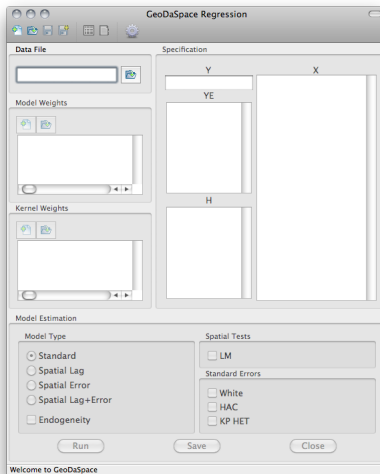 GeoDaSpace Regression
Data File
Specification
Y
X
YE
Model Weights
H
Kernel Weights
Model Estimation
Model Type
Spatial Tests
Standard
LM
Spatial Lag
Standard Errors
Spatial Error
White
Spatial Lag+Error
HAC
Endogeneity
KP HET
Run
Save
Close
Welcome to GeoDaSpace